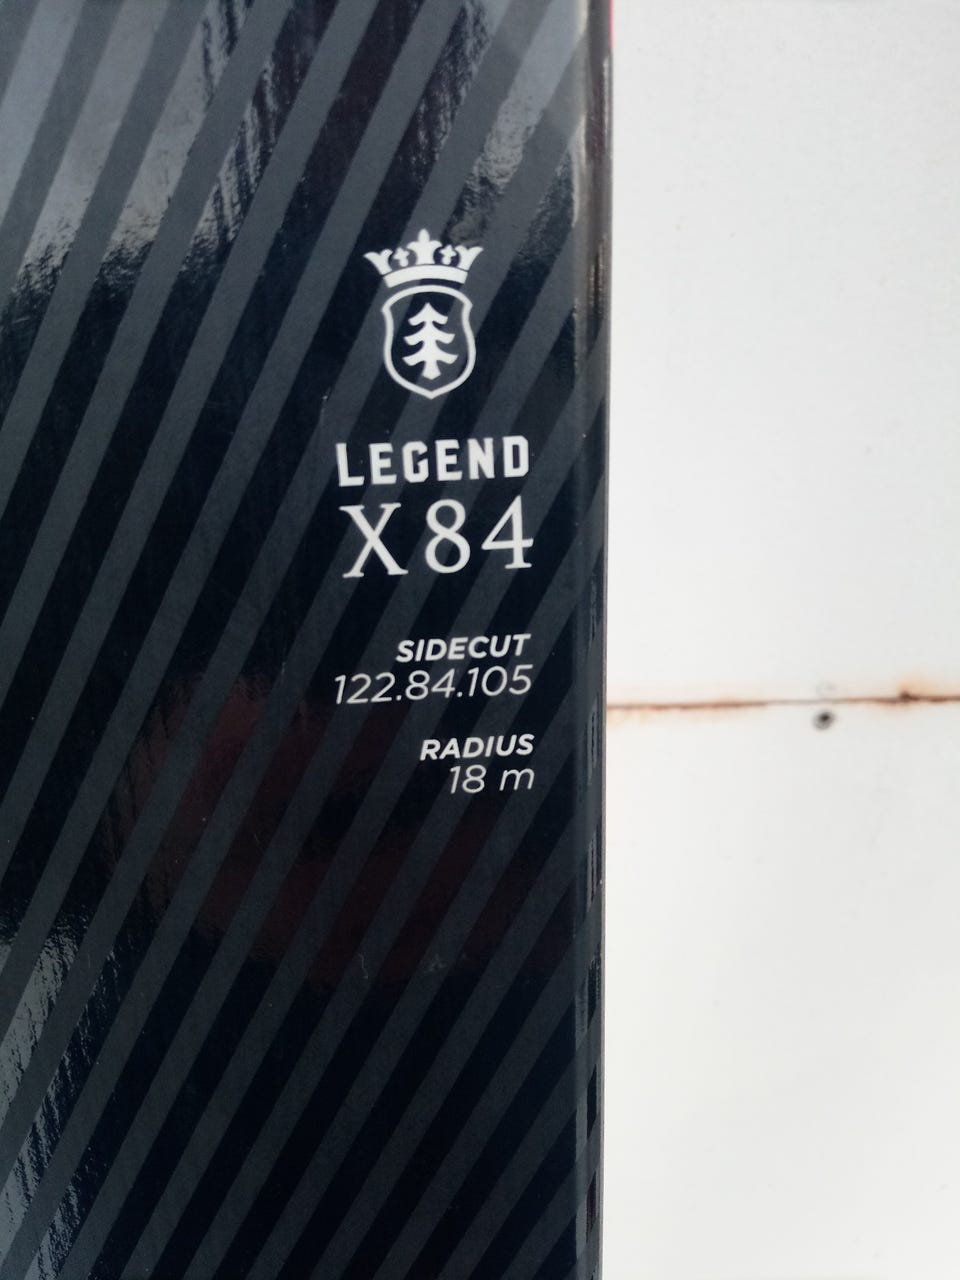 LEGEND
X84
SIDECUT
122.84.105
RADIUS
18 m